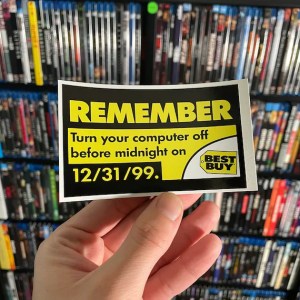 REMEMBER
Turn your computer off
before midnight on
12/31/99.
BEST
BUY